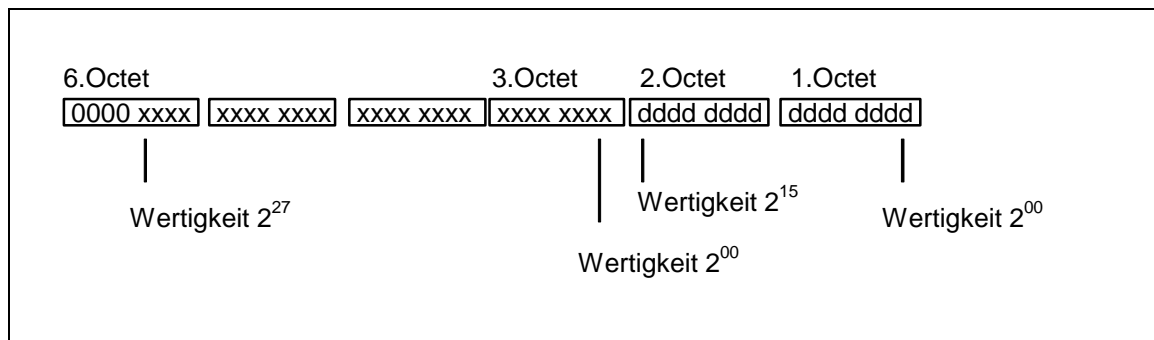 6.Octet 3.Octet 2.Octet 1.Octet
0000 xxxx xxxx xxxx xxxx xxxx xxxx xxxx dddd dddd dddd dddd
Wertigkeit 2^15
Wertigkeit 2^27 Wertigkeit 2^00
Wertigkeit 2^00